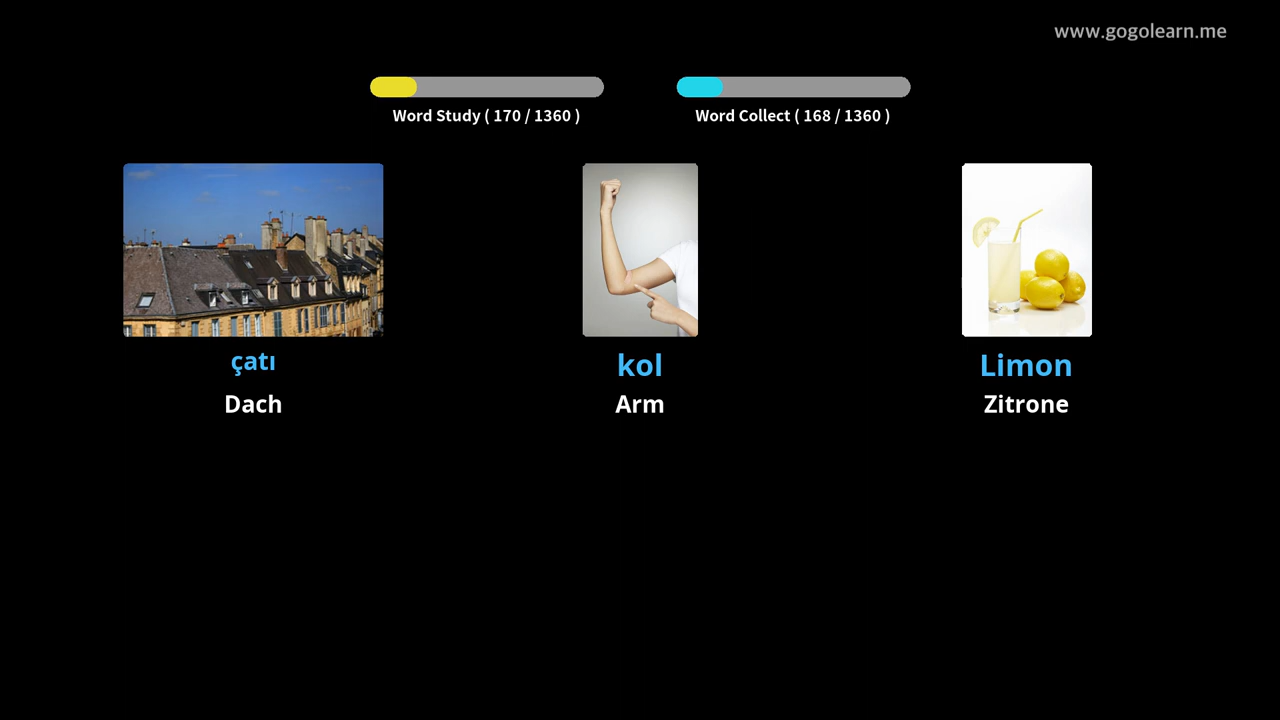 www.gogolearn.me
Word Study ( 170 / 1360 )
Word Collect ( 168 / 1360 )
çatı
Dach
kol
Arm
Limon
Zitrone